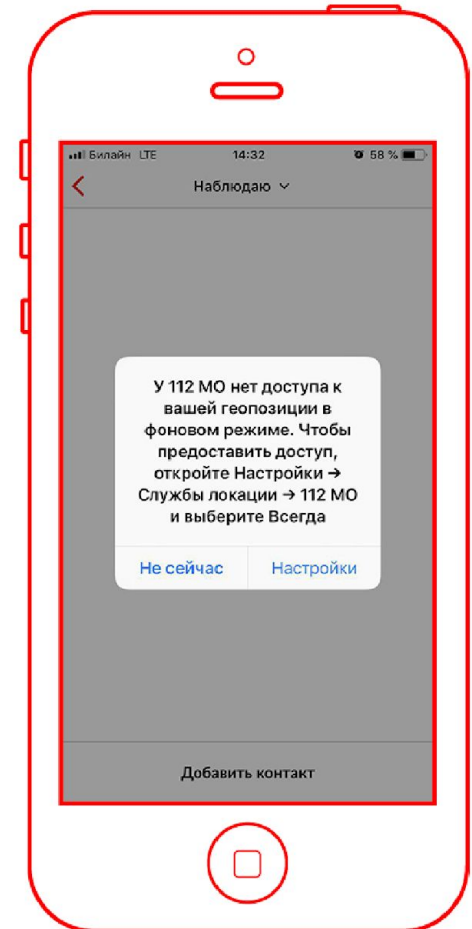 Билайн LTE 14:32 58 %
Наблюдаю
У 112 МО нет доступа к
вашей геопозиции в
фоновом режиме. Чтобы
предоставить доступ,
откройте Настройки →
Службы локации → 112 МО
и выберите Всегда
Не сейчас Настройки
Добавить контакт